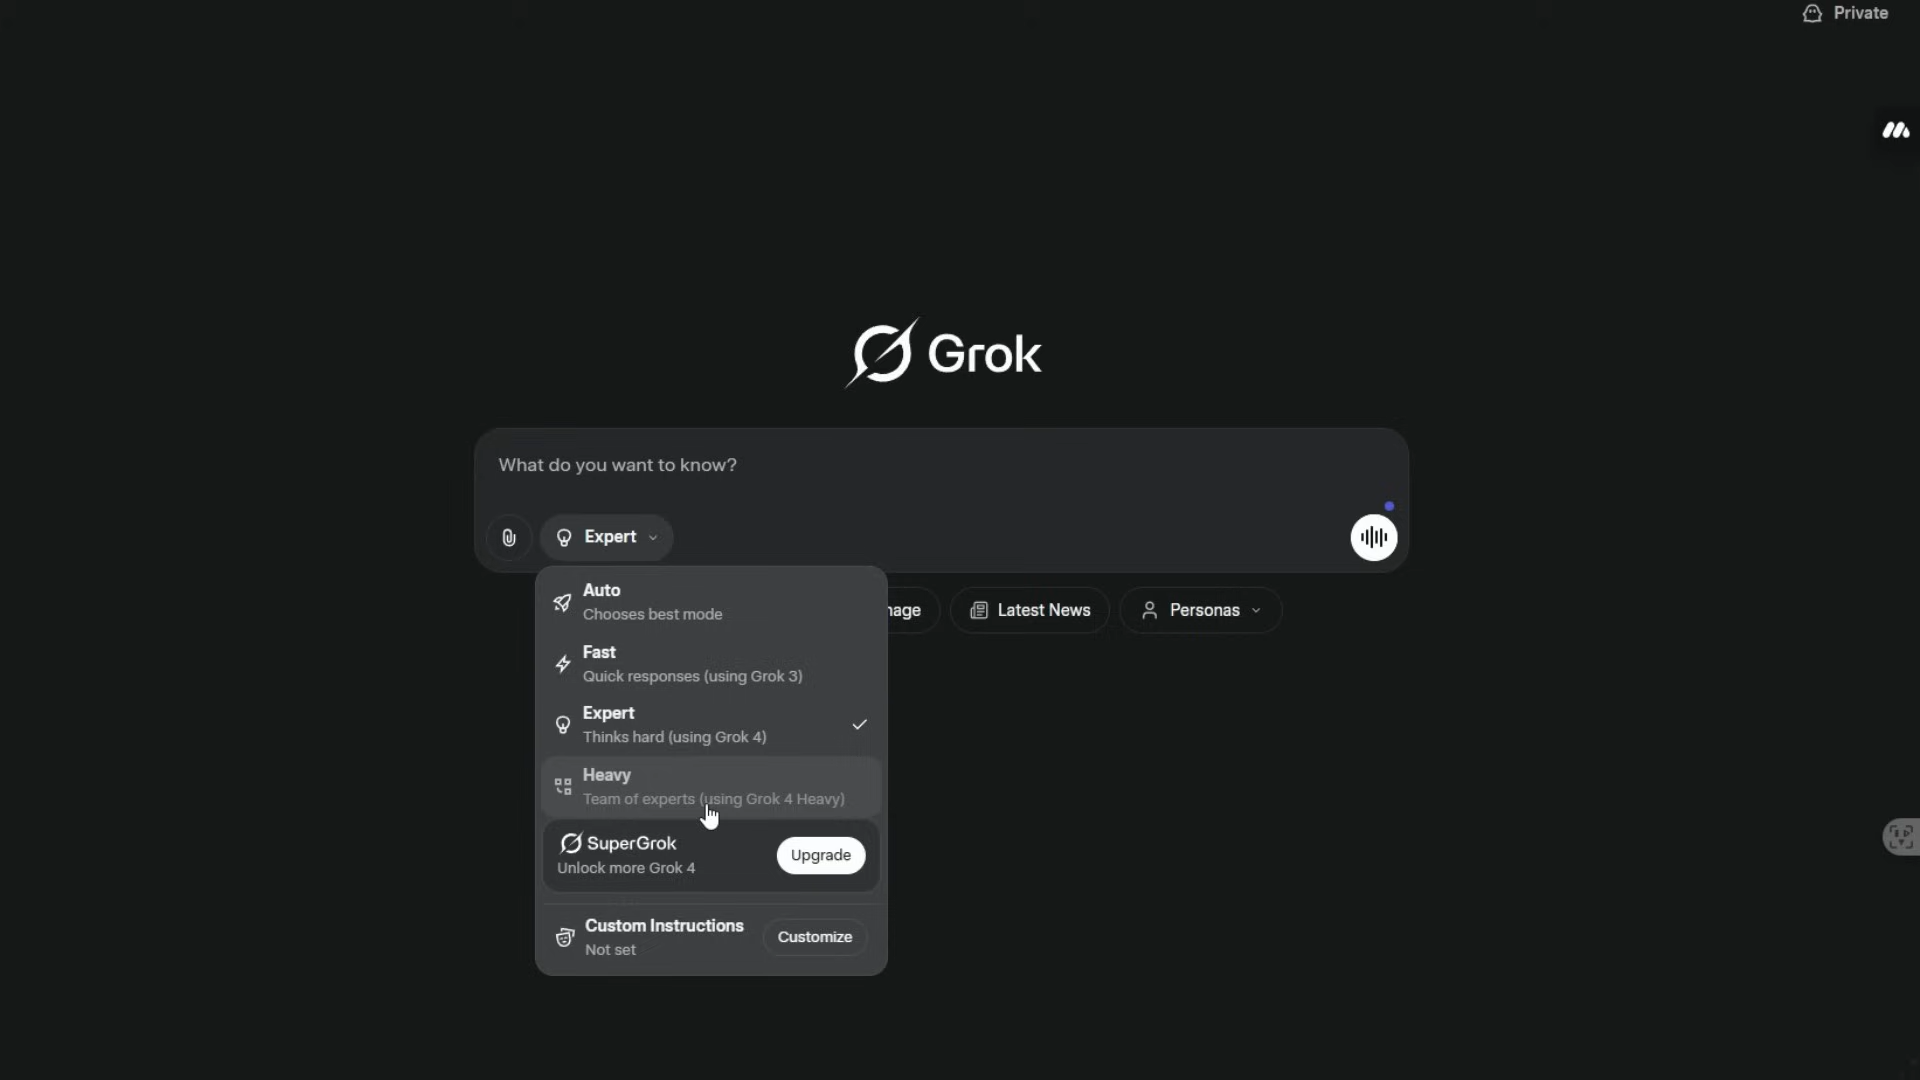 Private
Grok
What do you want to know?
Expert
Auto
Chooses best mode
Fast
Quick responses (using Grok 3)
Expert
Thinks hard (using Grok 4)
Heavy
Team of experts (using Grok 4 Heavy)
SuperGrok
Unlock more Grok 4
Upgrade
Custom Instructions
Not set
Customize
Latest News
Personas